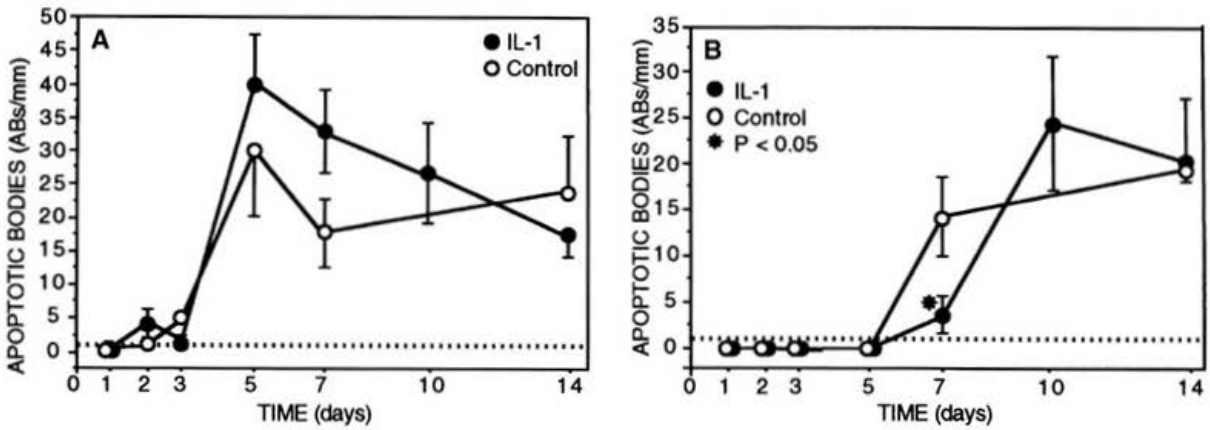 A
IL-1
Control
APOPTOTIC BODIES (ABs/mm)
50
45
40
35
30
25
20
15
10
5
0
0 1 2 3 5 7 10 14
TIME (days)
B
IL-1
Control
P < 0.05
APOPTOTIC BODIES (ABs/mm)
35
30
25
20
15
10
5
0
0 1 2 3 5 7 10 14
TIME (days)